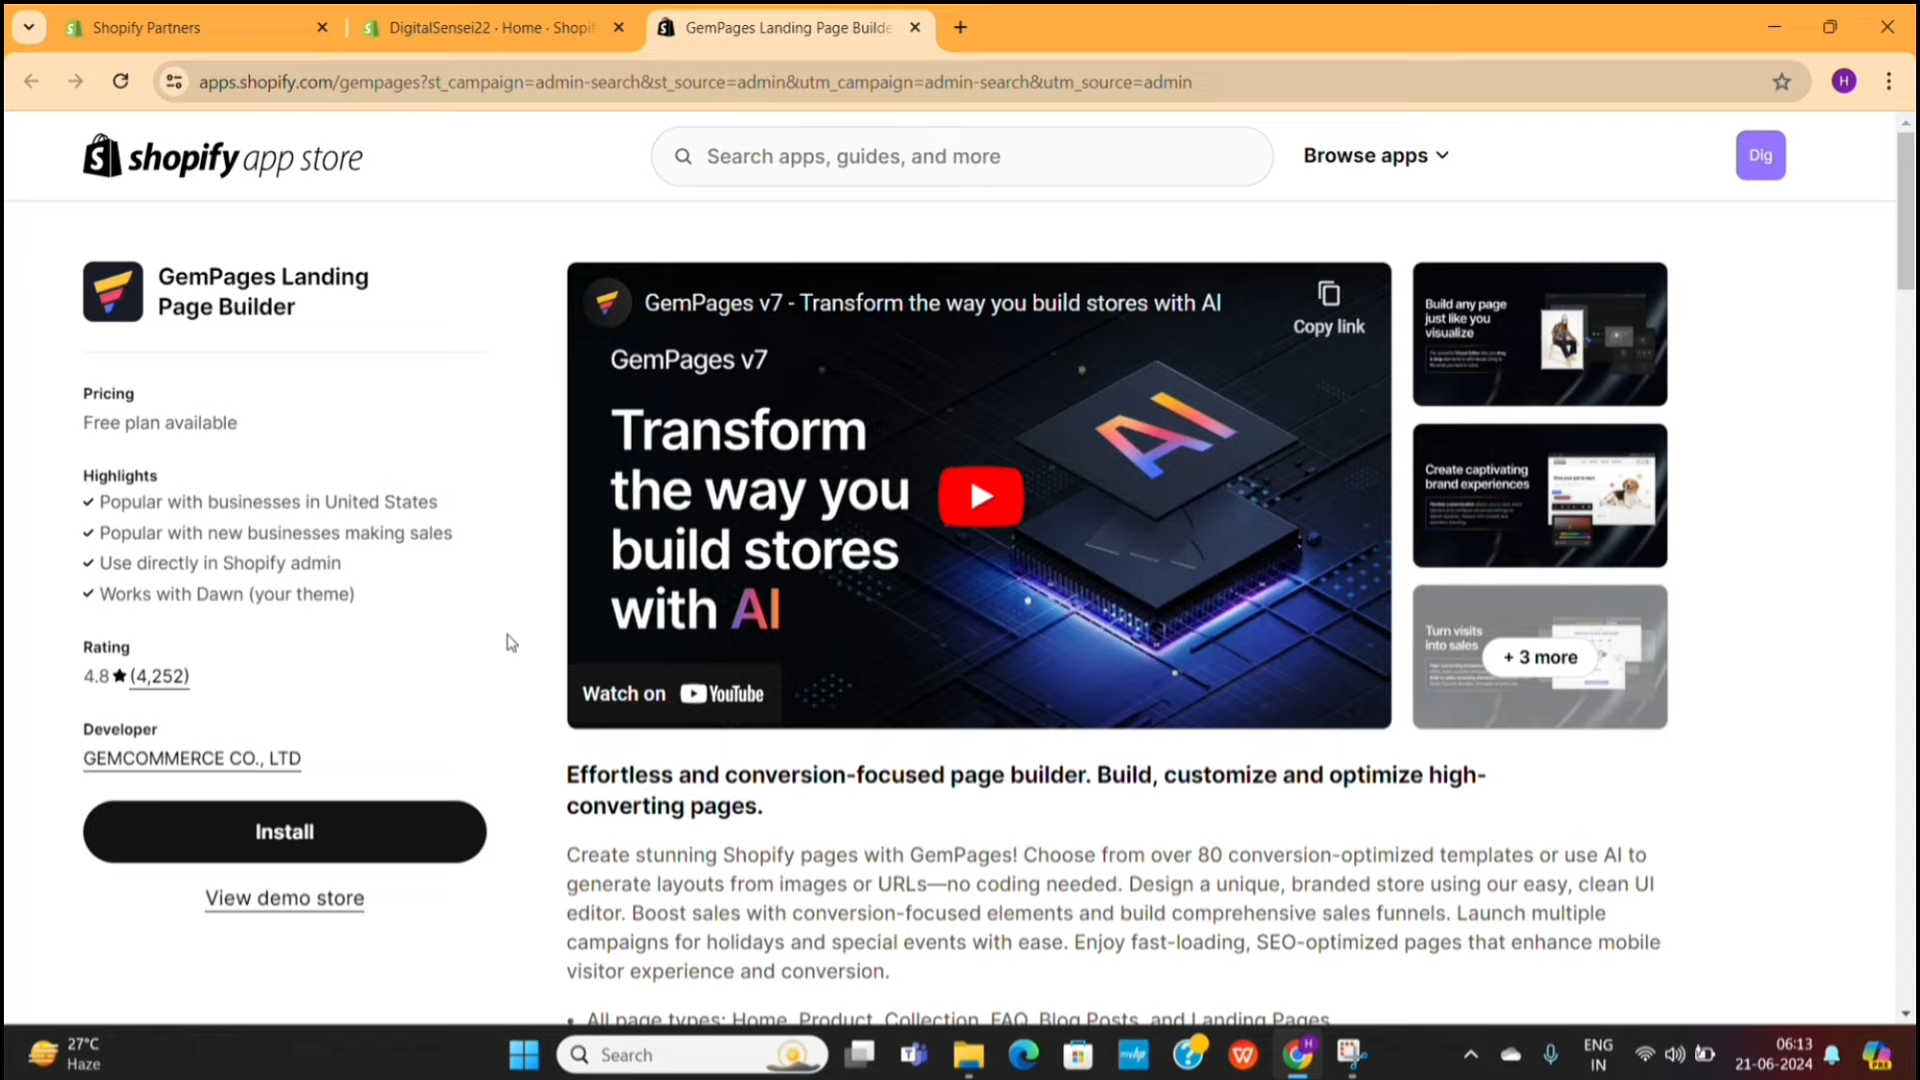 Shopify Partners
DigitalSensei22 · Home · Shopif
GemPages Landing Page Builde
apps.shopify.com/gempages?st_campaign=admin-search&st_source=admin&utm_campaign=admin-search&utm_source=admin
H
shopify app store
Search apps, guides, and more
Browse apps
Dig
GemPages Landing
Page Builder
Pricing
Free plan available
Highlights
Popular with businesses in United States
Popular with new businesses making sales
Use directly in Shopify admin
Works with Dawn (your theme)
Rating
4.8★(4,252)
Developer
GEMCOMMERCE CO., LTD
Install
View demo store
GemPages v7 - Transform the way you build stores with AI
Copy link
GemPages v7
Transform
the way you
build stores
with AI
AI
Watch on YouTube
Build any page
just like you
visualize
Create captivating
brand experiences
Turn visits
into sales
+ 3 more
Effortless and conversion-focused page builder. Build, customize and optimize high-
converting pages.
Create stunning Shopify pages with GemPages! Choose from over 80 conversion-optimized templates or use AI to
generate layouts from images or URLs—no coding needed. Design a unique, branded store using our easy, clean UI
editor. Boost sales with conversion-focused elements and build comprehensive sales funnels. Launch multiple
campaigns for holidays and special events with ease. Enjoy fast-loading, SEO-optimized pages that enhance mobile
visitor experience and conversion.
• All page types: Home, Product, Collection, FAQ, Blog Posts, and Landing Pages
27°C
Haze
Search
ENG
IN
06:13
21-06-2024